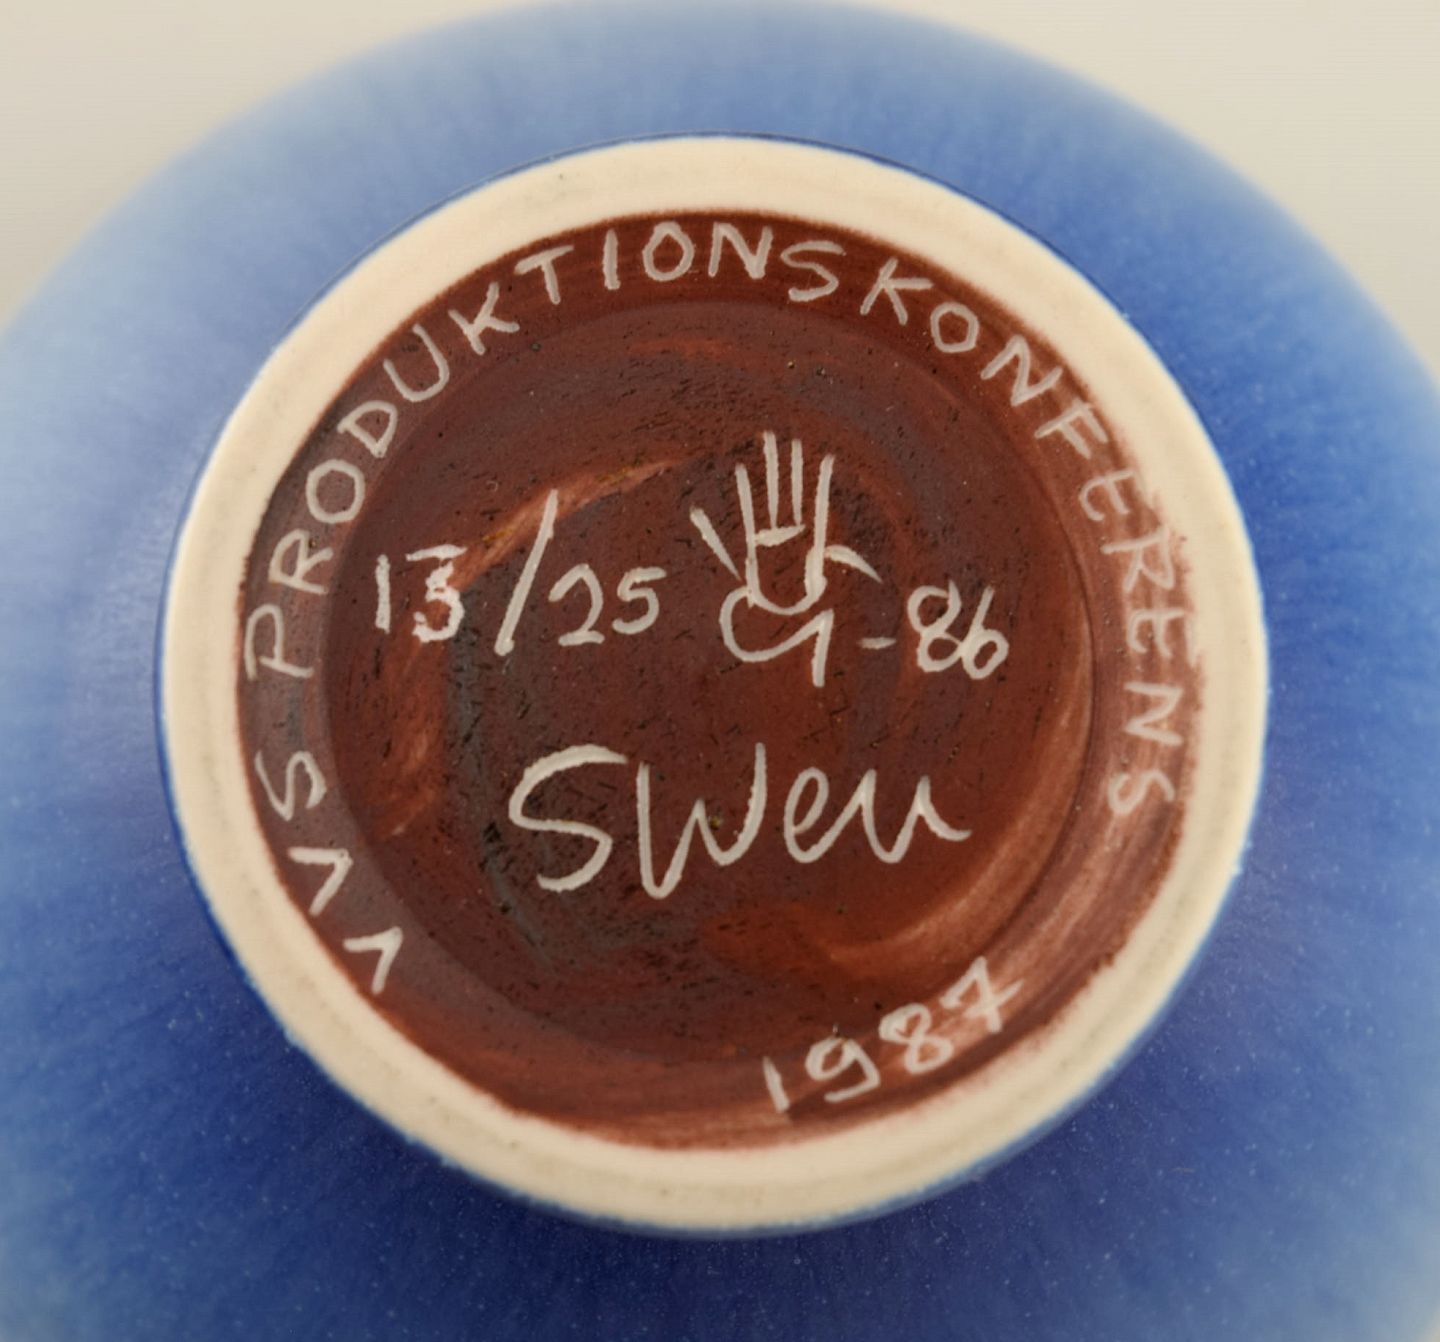 VVS PRODUKTIONSKONFERENS
13/25 G-86
SWen
1987